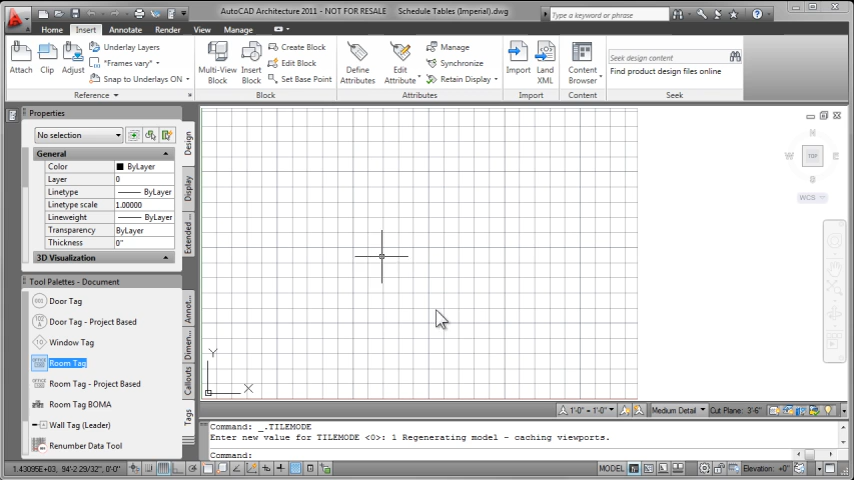 AutoCAD Architecture 2011 - NOT FOR RESALE Schedule Tables (Imperial).dwg
Type a keyword or phrase
Home Insert Annotate Render View Manage
Attach Clip Adjust
Underlay Layers
*Frames vary*
Snap to Underlays ON
Reference
Multi-View Block
Insert Block
Create Block
Edit Block
Set Base Point
Block
Define Attributes
Edit Attributes
Manage
Synchronize
Retain Display
Attributes
Import
Land XML
Import
Content Browser
Content
Seek design content
Find product design files online
Seek
Properties
No selection
General
Color ByLayer
Layer 0
Linetype ByLayer
Linetype scale 1.00000
Lineweight ByLayer
Transparency ByLayer
Thickness 0"
3D Visualization
Design
Display
Extended ...
Tool Palettes - Document
Door Tag
Door Tag - Project Based
Window Tag
Room Tag
Room Tag - Project Based
Room Tag BOMA
Wall Tag (Leader)
Renumber Data Tool
Annot...
Dimen...
Callouts
Tags
N
W TOP E
WCS
Y
X
1'-0" = 1'-0" Medium Detail Cut Plane: 3'-6"
Command: _.TILEMODE
Enter new value for TILEMODE <0>: 1 Regenerating model - caching viewports.
Command:
1.43095E+03, 94'-2 29/32", 0'-0" MODEL Elevation: +0"